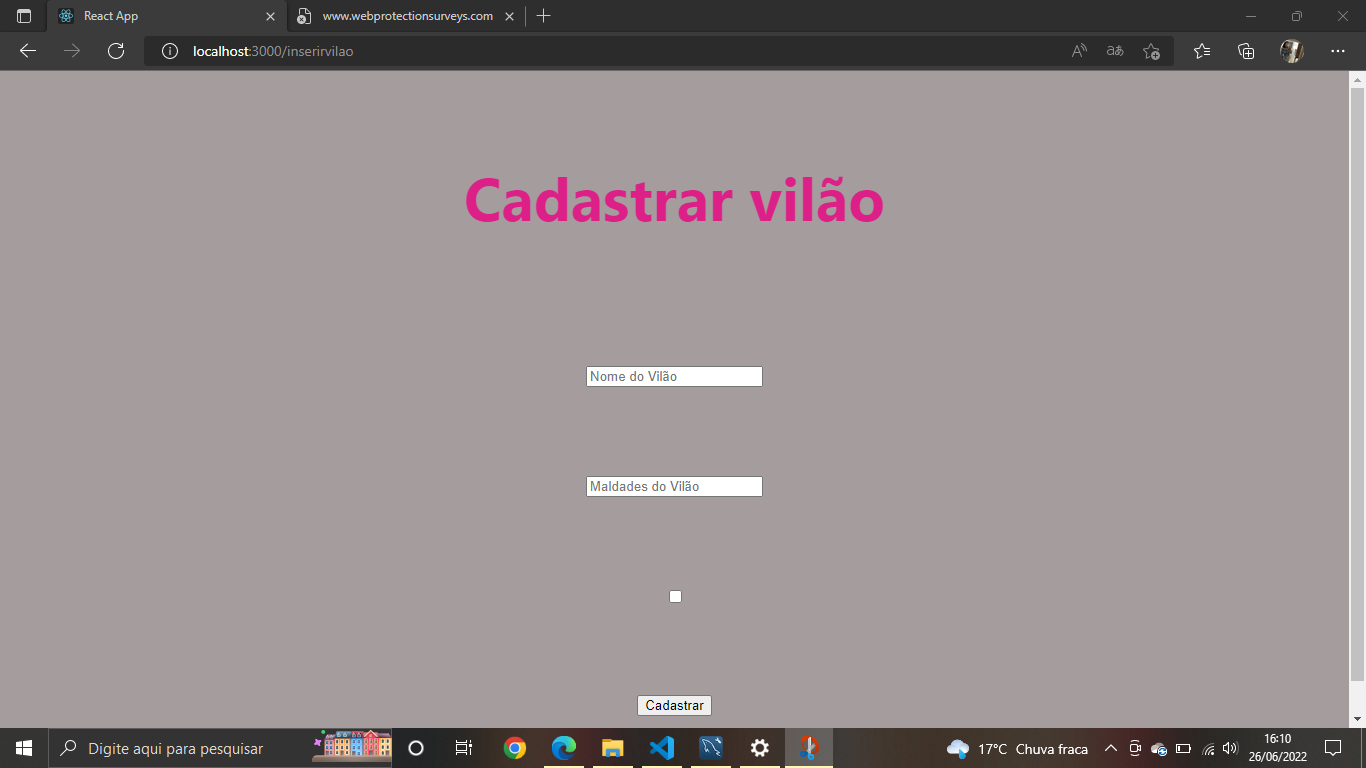 React App
www.webprotectionsurveys.com
localhost:3000/inserirvilao
Cadastrar vilão
Nome do Vilão
Maldades do Vilão
Cadastrar
Digite aqui para pesquisar
17°C Chuva fraca
16:10
26/06/2022